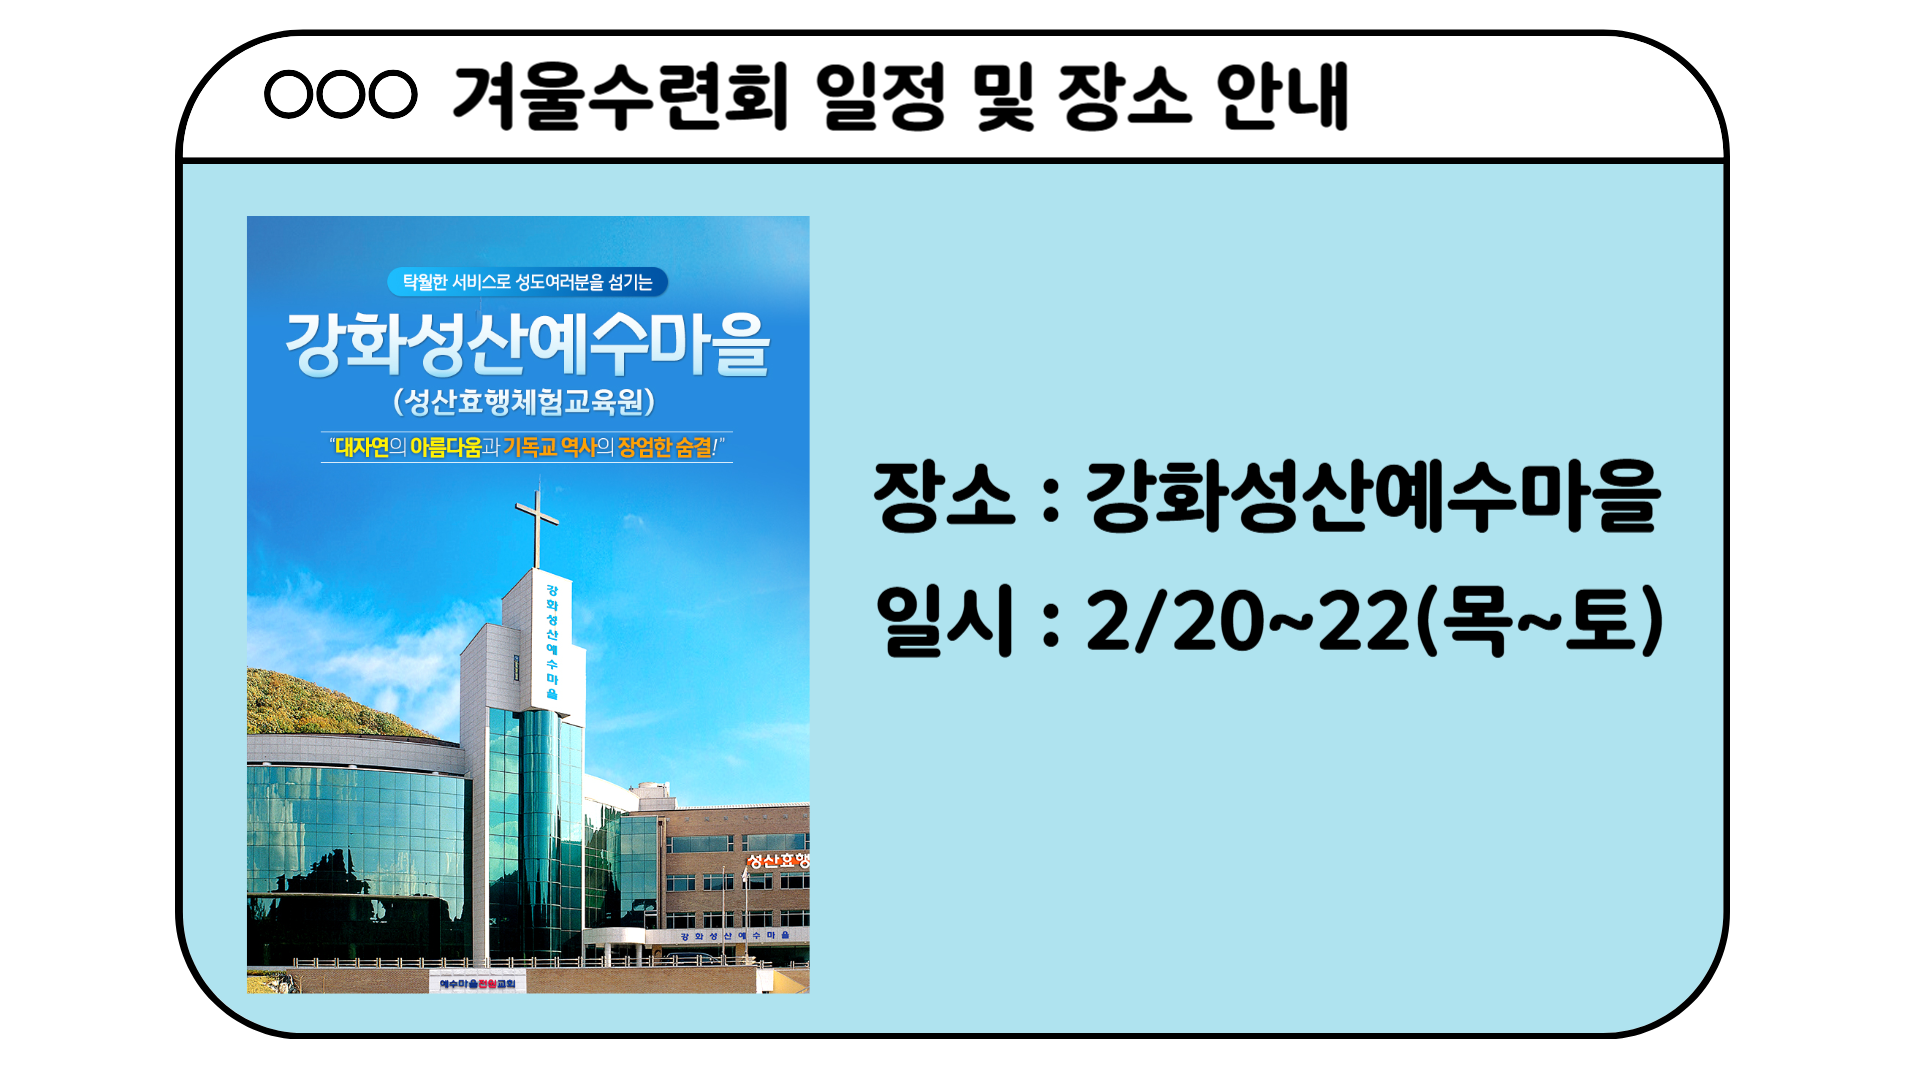 겨울수련회 일정 및 장소 안내
탁월한 서비스로 성도여러분을 섬기는
강화성산예수마을
(성산효행체험교육원)
“대자연의 아름다움과 기독교 역사의 장엄한 숨결!”
강화성산예수마을
성산효행
강화성산예수마을
예수마을전원교회
장소 : 강화성산예수마을
일시 : 2/20~22(목~토)